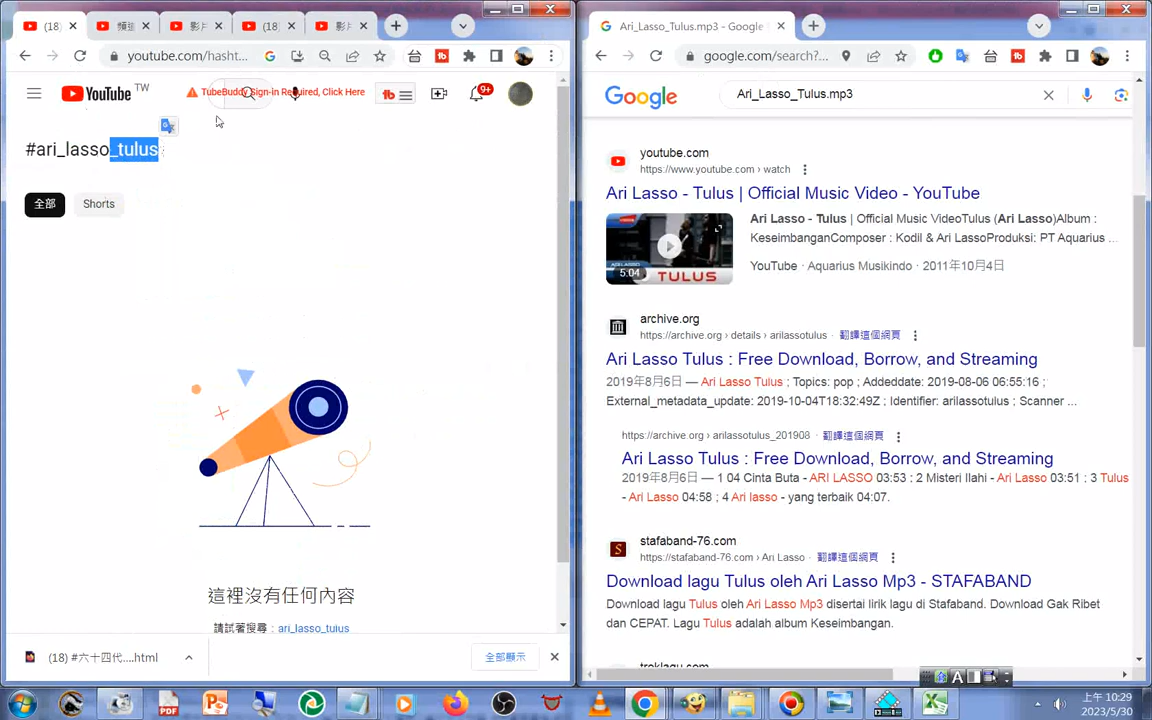 (18)
頻道
影片
(18)
影片
youtube.com/hasht...
YouTube TW
TubeBuddy Sign-in Required, Click Here
tb
9+
#ari_lasso_tulus
全部
Shorts
這裡沒有任何內容
請試著搜尋：ari_lasso_tulus
(18) #六十四代....html
全部顯示
Ari_Lasso_Tulus.mp3 - Google
google.com/search?...
Google
Ari_Lasso_Tulus.mp3
youtube.com
https://www.youtube.com › watch
Ari Lasso - Tulus | Official Music Video - YouTube
5:04
TULUS
Ari Lasso - Tulus | Official Music VideoTulus (Ari Lasso)Album :
KeseimbanganComposer : Kodil & Ari LassoProduksi: PT Aquarius ...
YouTube · Aquarius Musikindo · 2011年10月4日
archive.org
https://archive.org › details › arilassotulus · 翻譯這個網頁
Ari Lasso Tulus : Free Download, Borrow, and Streaming
2019年8月6日 — Ari Lasso Tulus ; Topics: pop ; Addeddate: 2019-08-06 06:55:16 ;
External_metadata_update: 2019-10-04T18:32:49Z ; Identifier: arilassotulus ; Scanner ...
https://archive.org › arilassotulus_201908 · 翻譯這個網頁
Ari Lasso Tulus : Free Download, Borrow, and Streaming
2019年8月6日 — 1 04 Cinta Buta - ARI LASSO 03:53 ; 2 Misteri Ilahi - Ari Lasso 03:51 ; 3 Tulus
- Ari Lasso 04:58 ; 4 Ari lasso - yang terbaik 04:07.
stafaband-76.com
https://stafaband-76.com › Ari Lasso · 翻譯這個網頁
Download lagu Tulus oleh Ari Lasso Mp3 - STAFABAND
Download lagu Tulus oleh Ari Lasso Mp3 disertai lirik lagu di Stafaband. Download Gak Ribet
dan CEPAT. Lagu Tulus adalah album Keseimbangan.
上午 10:29
2023/5/30